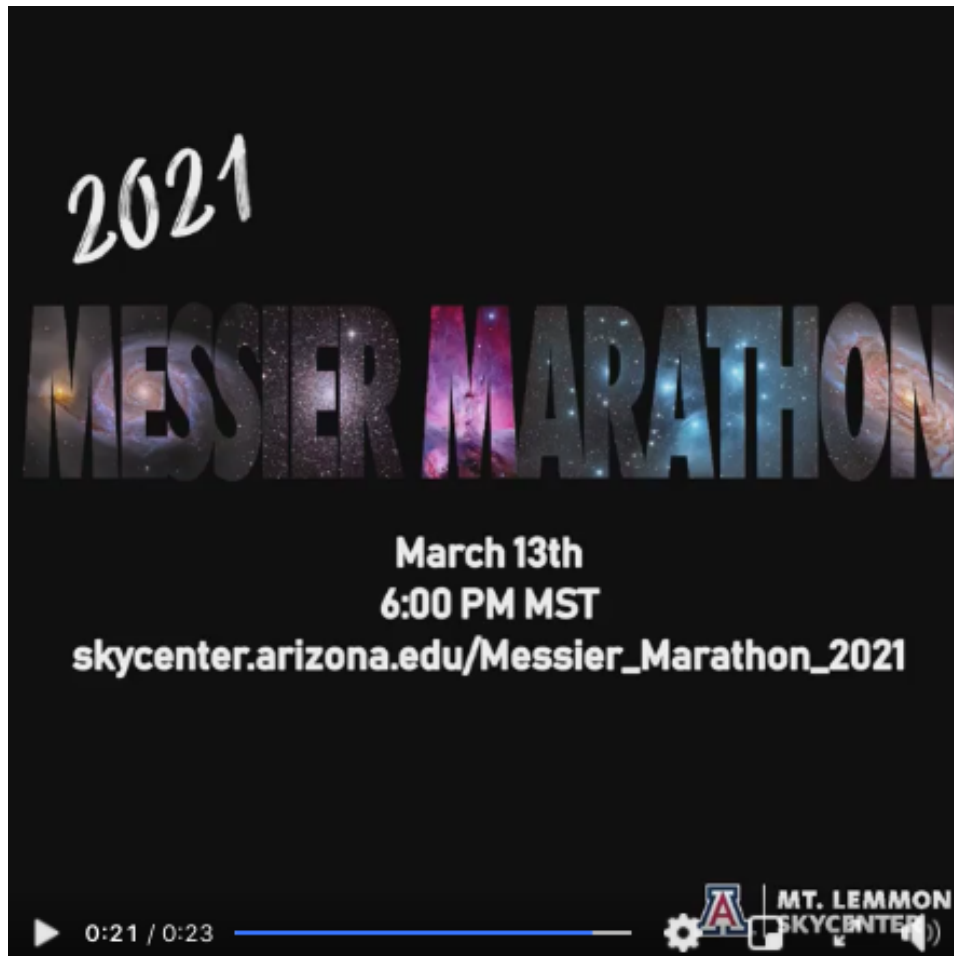 2021
MESSIER MARATHON
March 13th
6:00 PM MST
skycenter.arizona.edu/Messier_Marathon_2021
A
MT. LEMMON
SKYCENTER
0:21 / 0:23